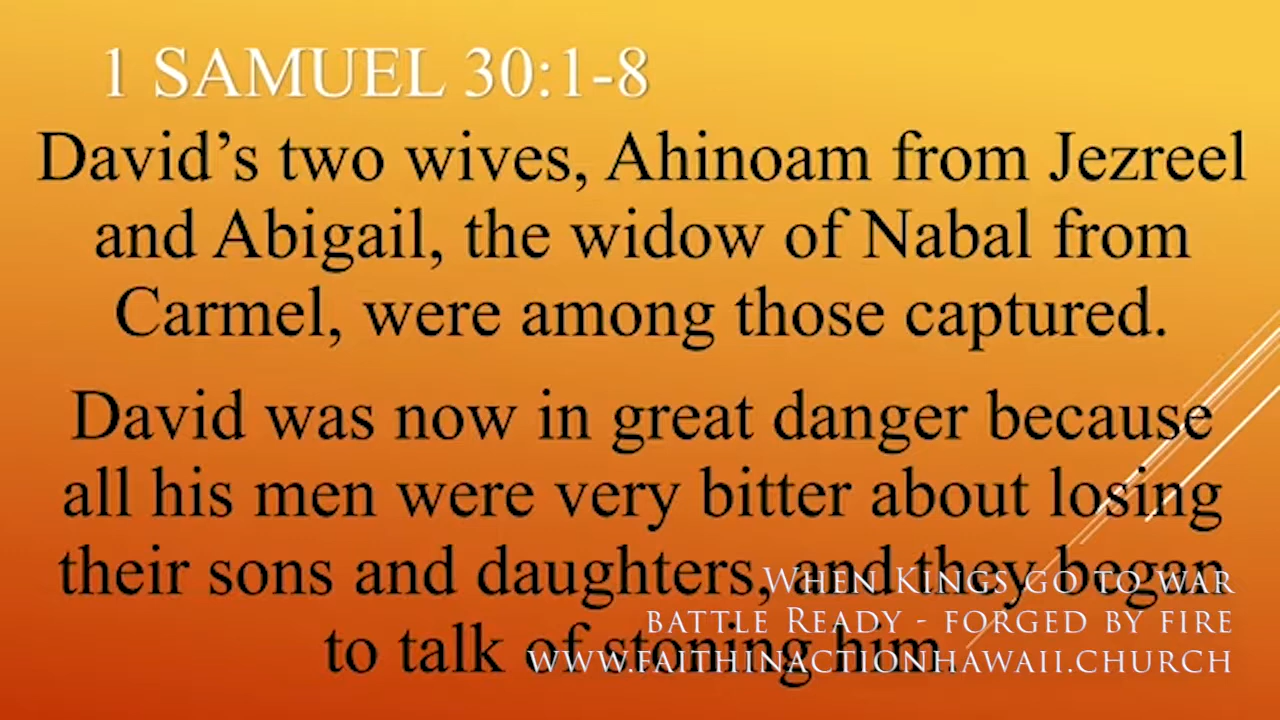 1 SAMUEL 30:1-8
David’s two wives, Ahinoam from Jezreel
and Abigail, the widow of Nabal from
Carmel, were among those captured.
David was now in great danger because
all his men were very bitter about losing
their sons and daughters, and they began
to talk of stoning him.
When Kings go to war
battle Ready - forged by fire
www.faithinactionhawaii.church